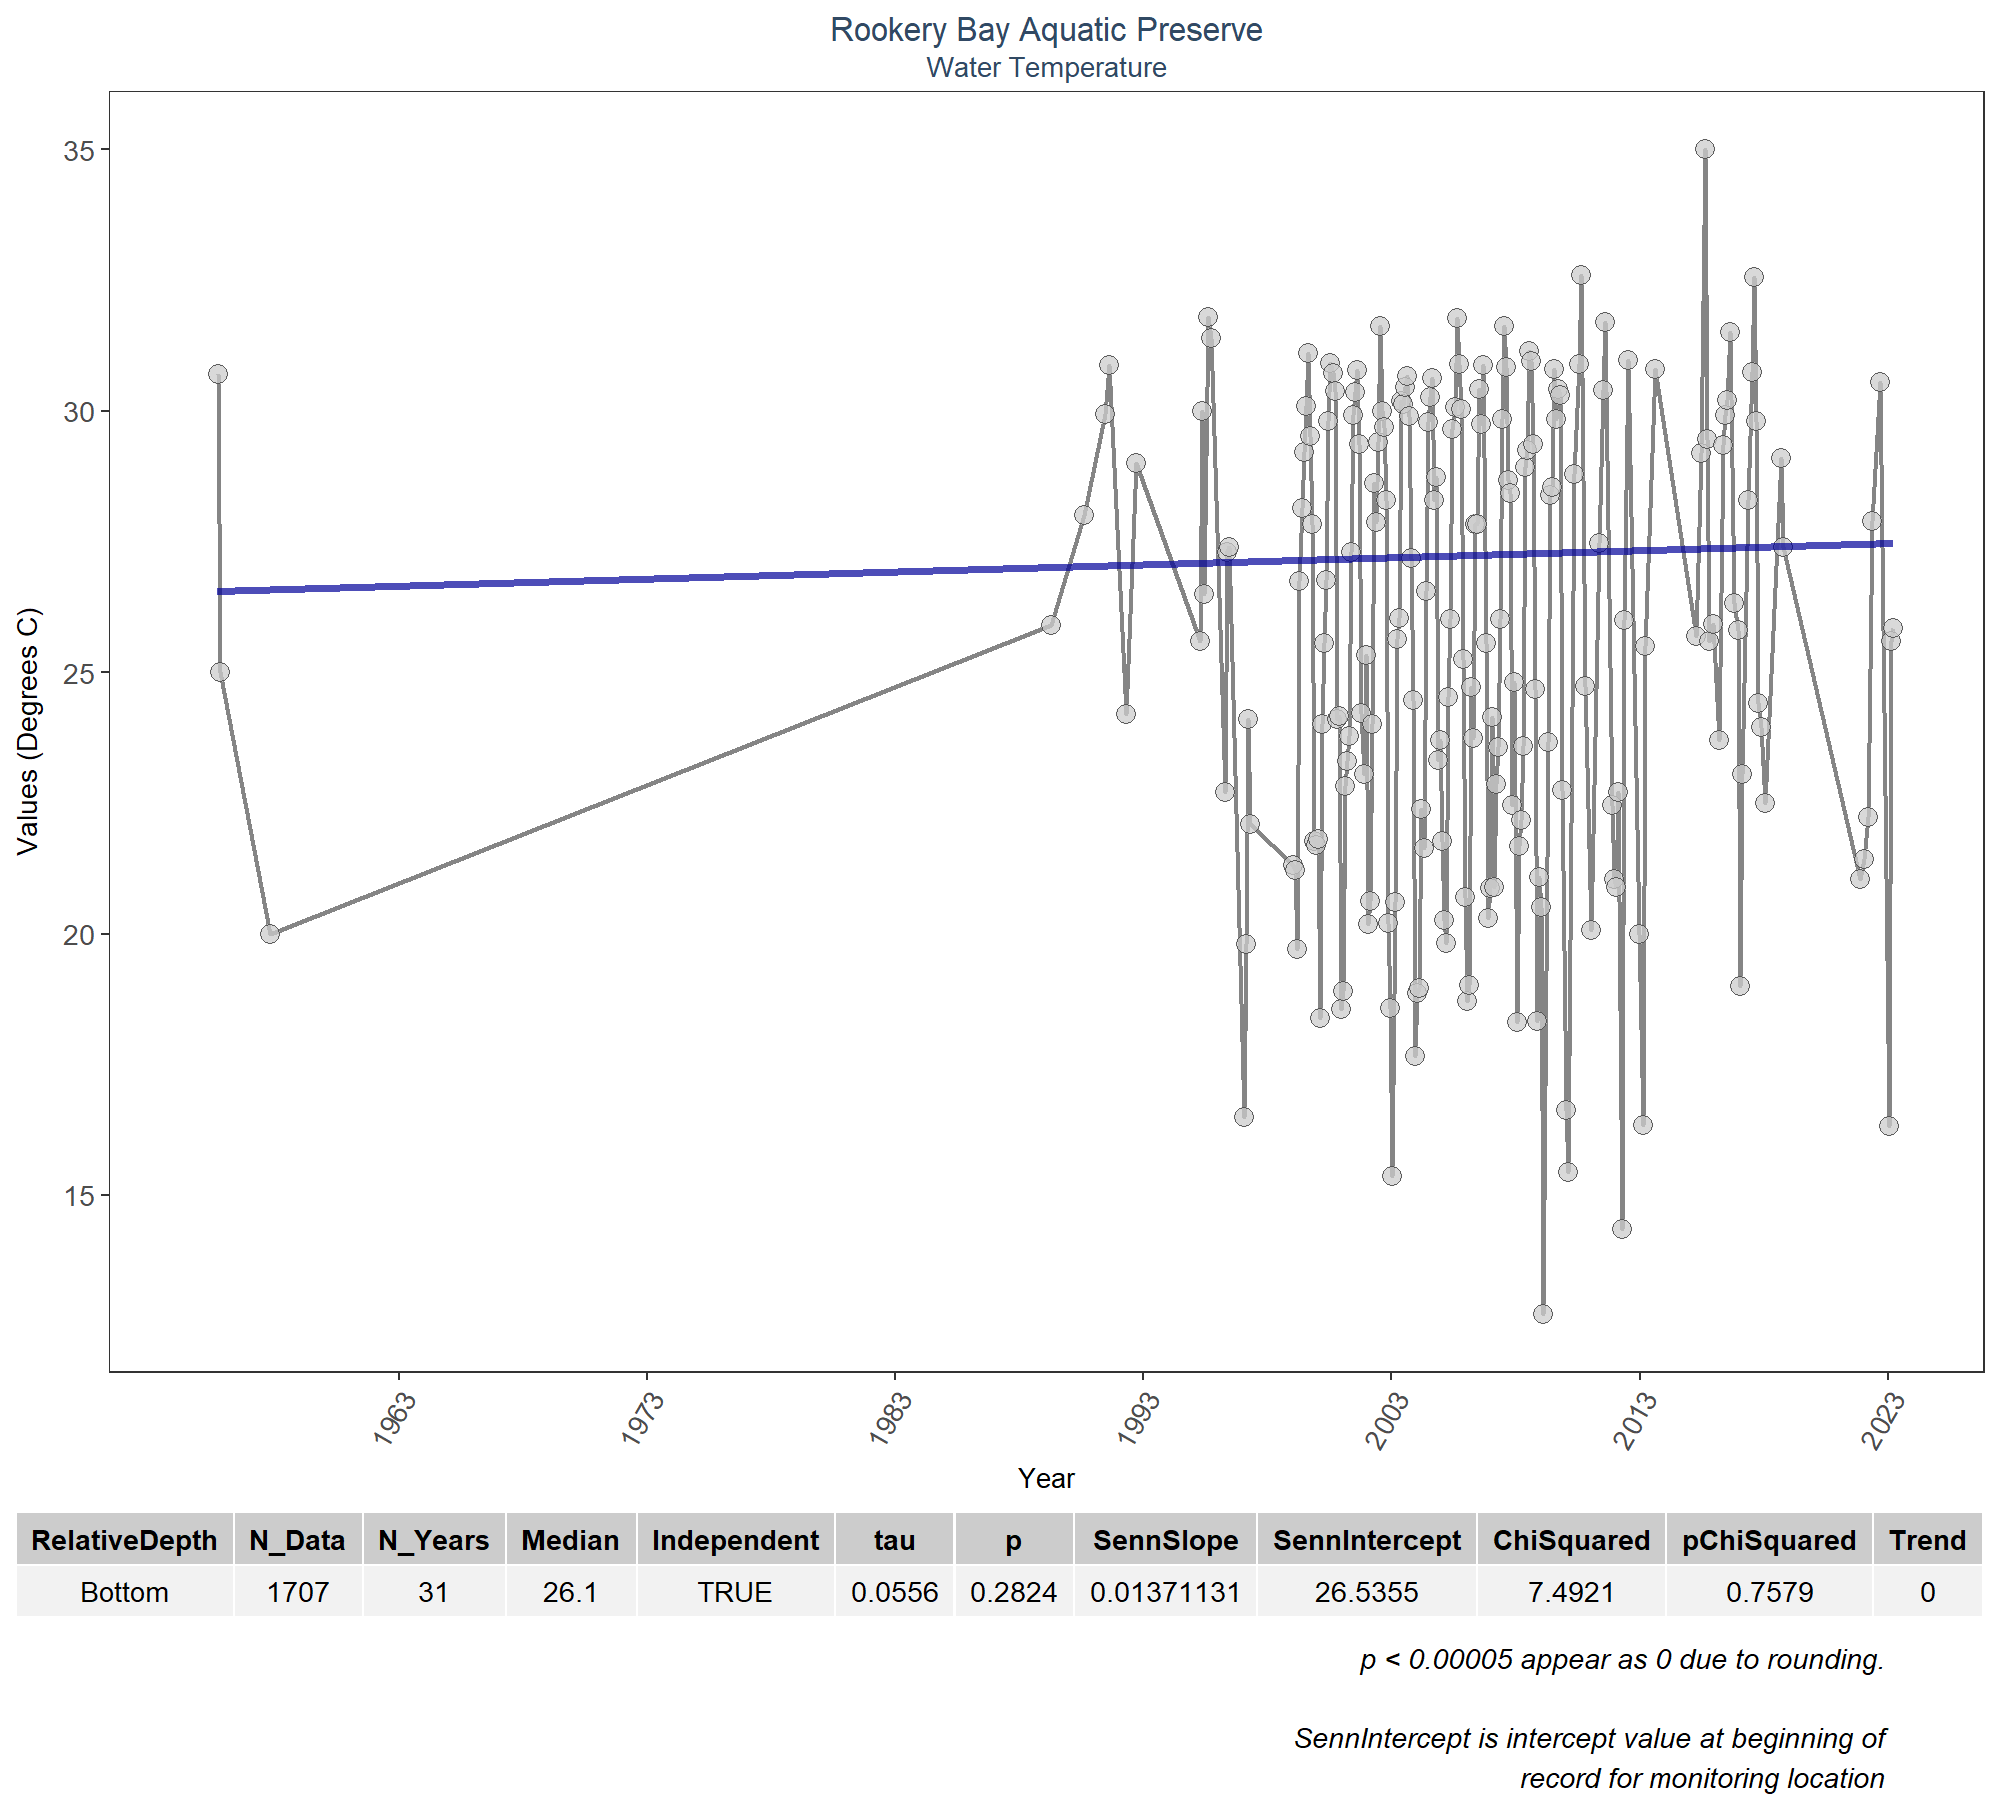 Rookery Bay Aquatic Preserve
Water Temperature
Values (Degrees C)
35
30
25
20
15
1963 1973 1983 1993 2003 2013 2023
Year
RelativeDepth N_Data N_Years Median Independent tau p SennSlope SennIntercept ChiSquared pChiSquared Trend
Bottom 1707 31 26.1 TRUE 0.0556 0.2824 0.01371131 26.5355 7.4921 0.7579 0
p < 0.00005 appear as 0 due to rounding.
SennIntercept is intercept value at beginning of
record for monitoring location